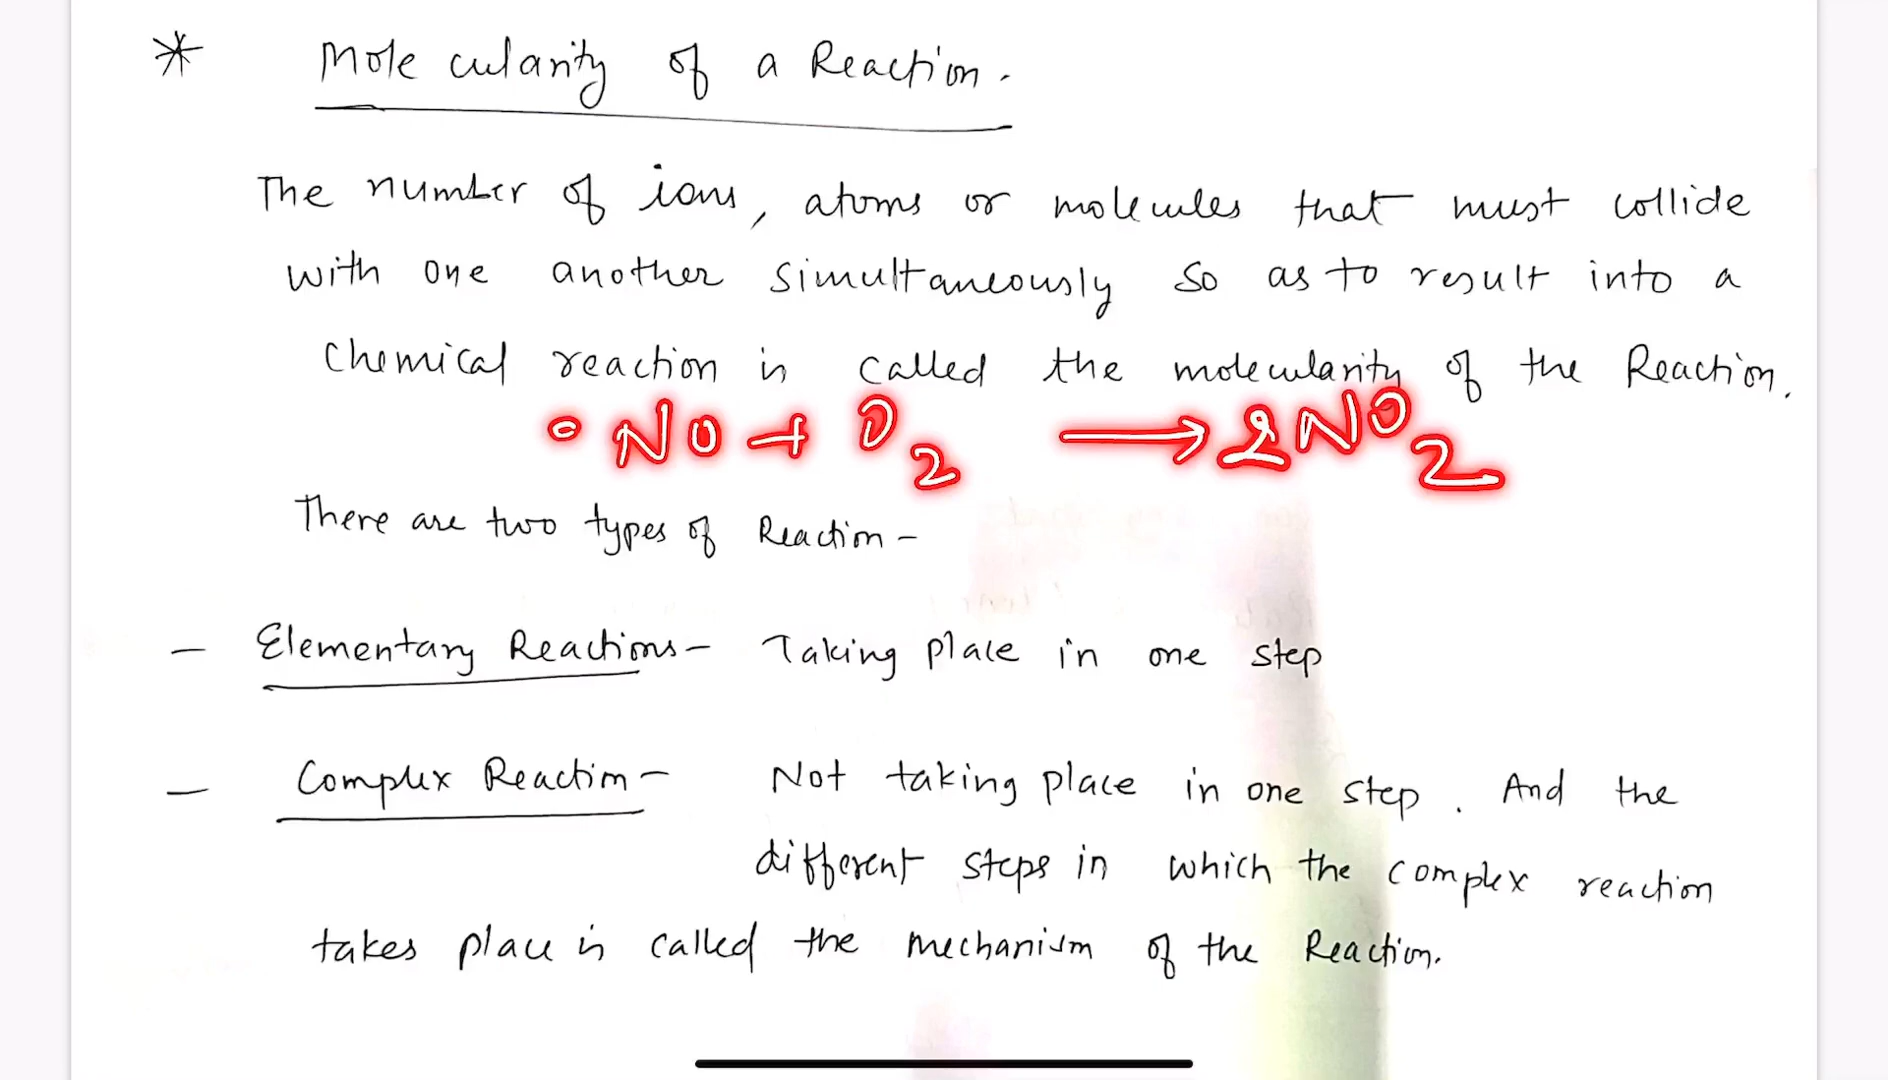 * Molecularity of a Reaction.
The number of ions, atoms or molecules that must collide
with one another simultaneously so as to result into a
Chemical reaction is called the molecularity of the Reaction.
NO + O2 → 2NO2
There are two types of Reaction –
– Elementary Reactions – Taking place in one step
– Complex Reaction – Not taking place in one step. And the
different steps in which the complex reaction
takes place is called the mechanism of the Reaction.